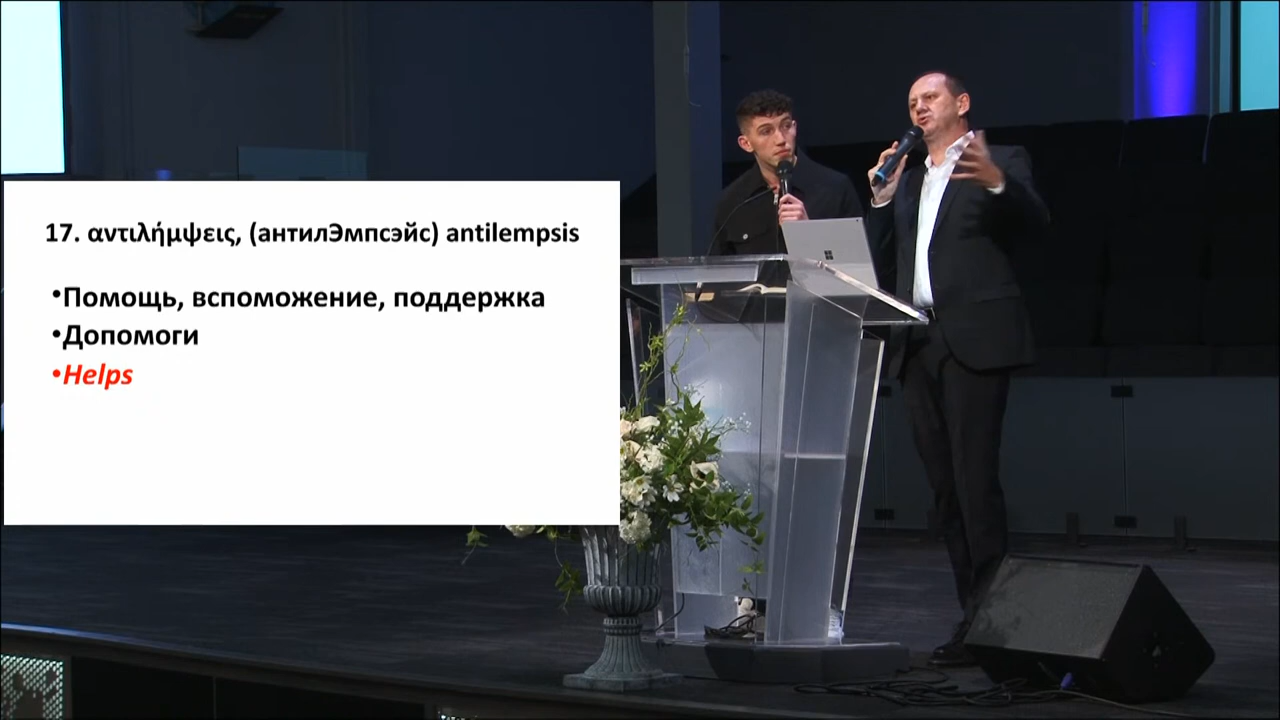 17. αντιλήμψεις, (антилЭмпсэйс) antilempsis
•Помощь, вспоможение, поддержка
•Допомоги
•Helps